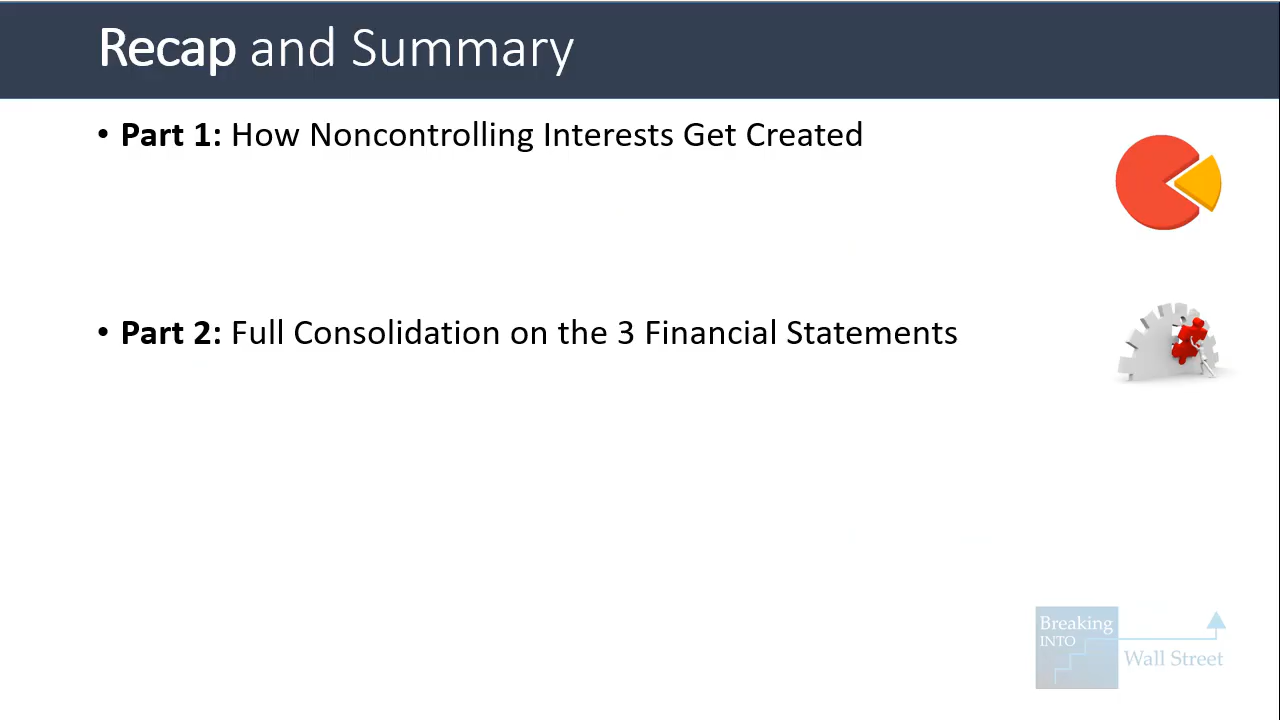 Recap and Summary
• Part 1: How Noncontrolling Interests Get Created
• Part 2: Full Consolidation on the 3 Financial Statements
Breaking
INTO
Wall Street